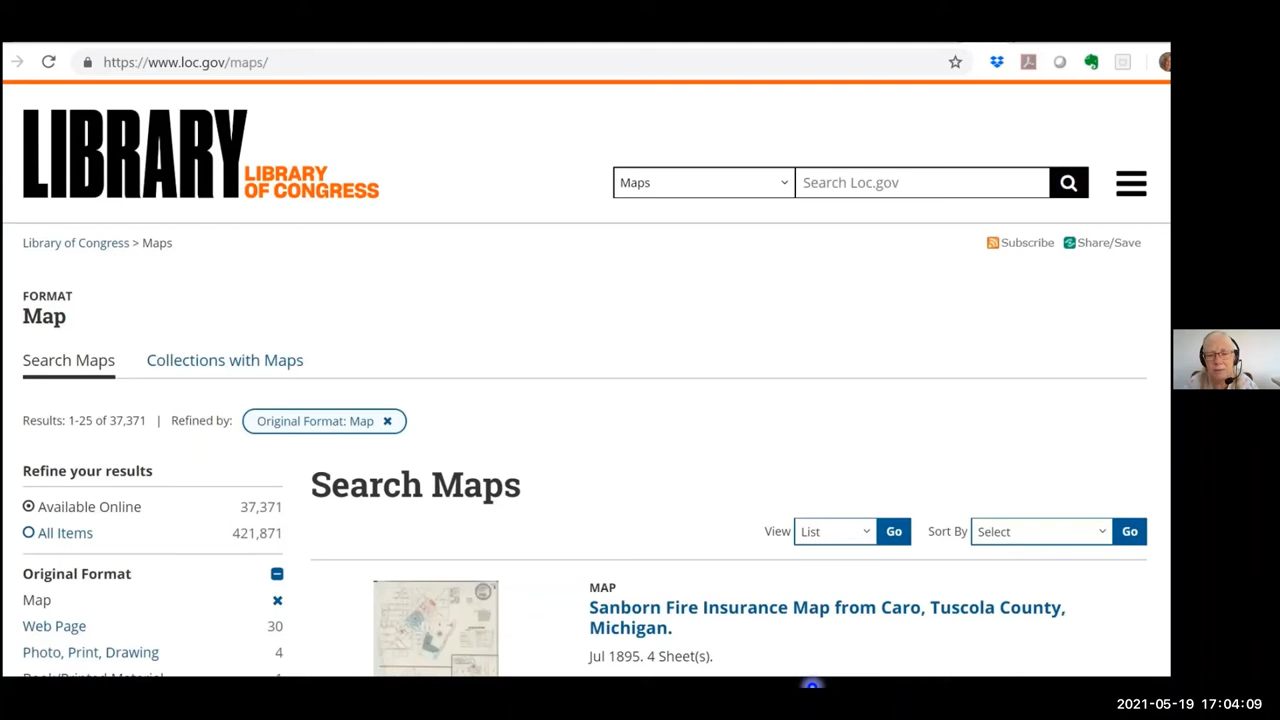 https://www.loc.gov/maps/
LIBRARY
LIBRARY
OF CONGRESS
Maps
Search Loc.gov
Library of Congress > Maps
Subscribe
Share/Save
FORMAT
Map
Search Maps
Collections with Maps
Results: 1-25 of 37,371 | Refined by:
Original Format: Map ✖
Refine your results
Available Online 37,371
All Items 421,871
Original Format
Map
Web Page 30
Photo, Print, Drawing 4
Book/Printed Material
Search Maps
View
List
Go
Sort By
Select
Go
MAP
Sanborn Fire Insurance Map from Caro, Tuscola County,
Michigan.
Jul 1895. 4 Sheet(s).
2021-05-19 17:04:09